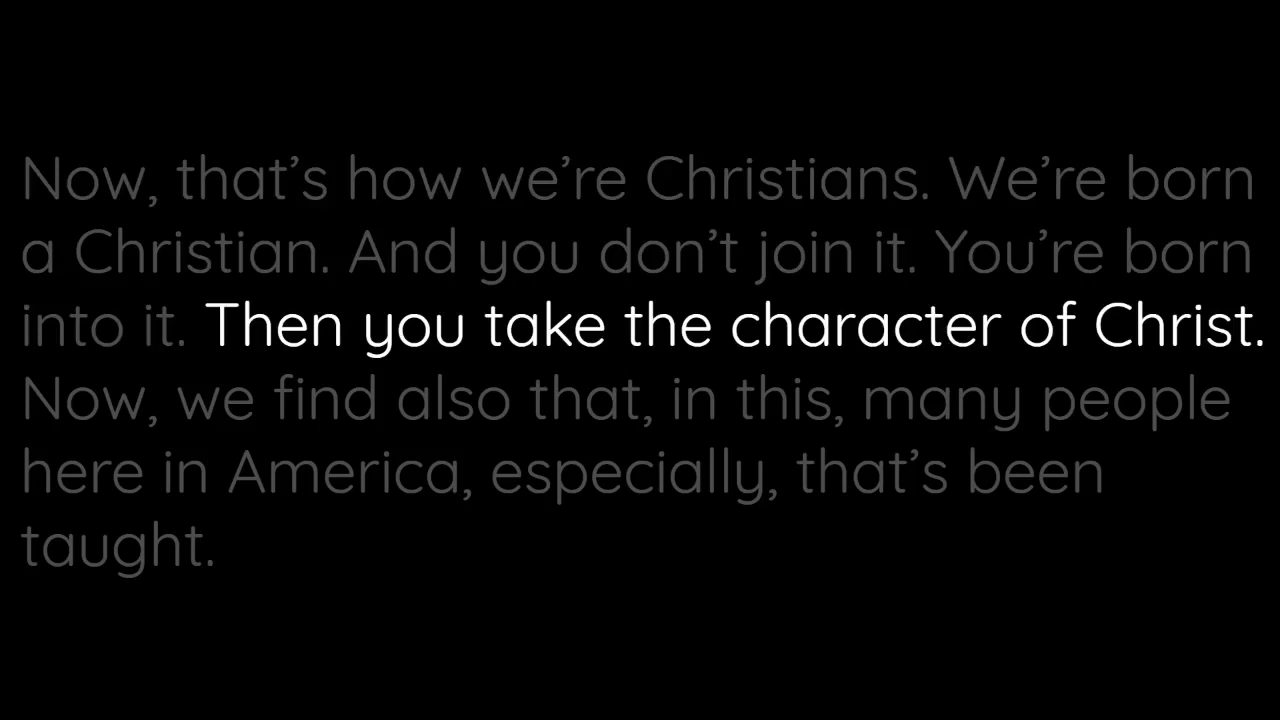 Now, that’s how we’re Christians. We’re born
a Christian. And you don’t join it. You’re born
into it. Then you take the character of Christ.
Now, we find also that, in this, many people
here in America, especially, that’s been
taught.